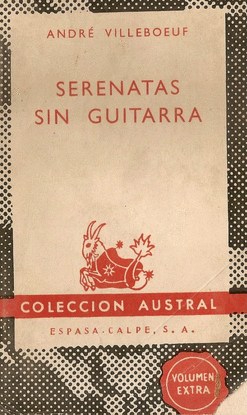 ANDRÉ VILLEBOEUF
SERENATAS
SIN GUITARRA
COLECCION AUSTRAL
ESPASA-CALPE, S. A.
VOLUMEN
EXTRA